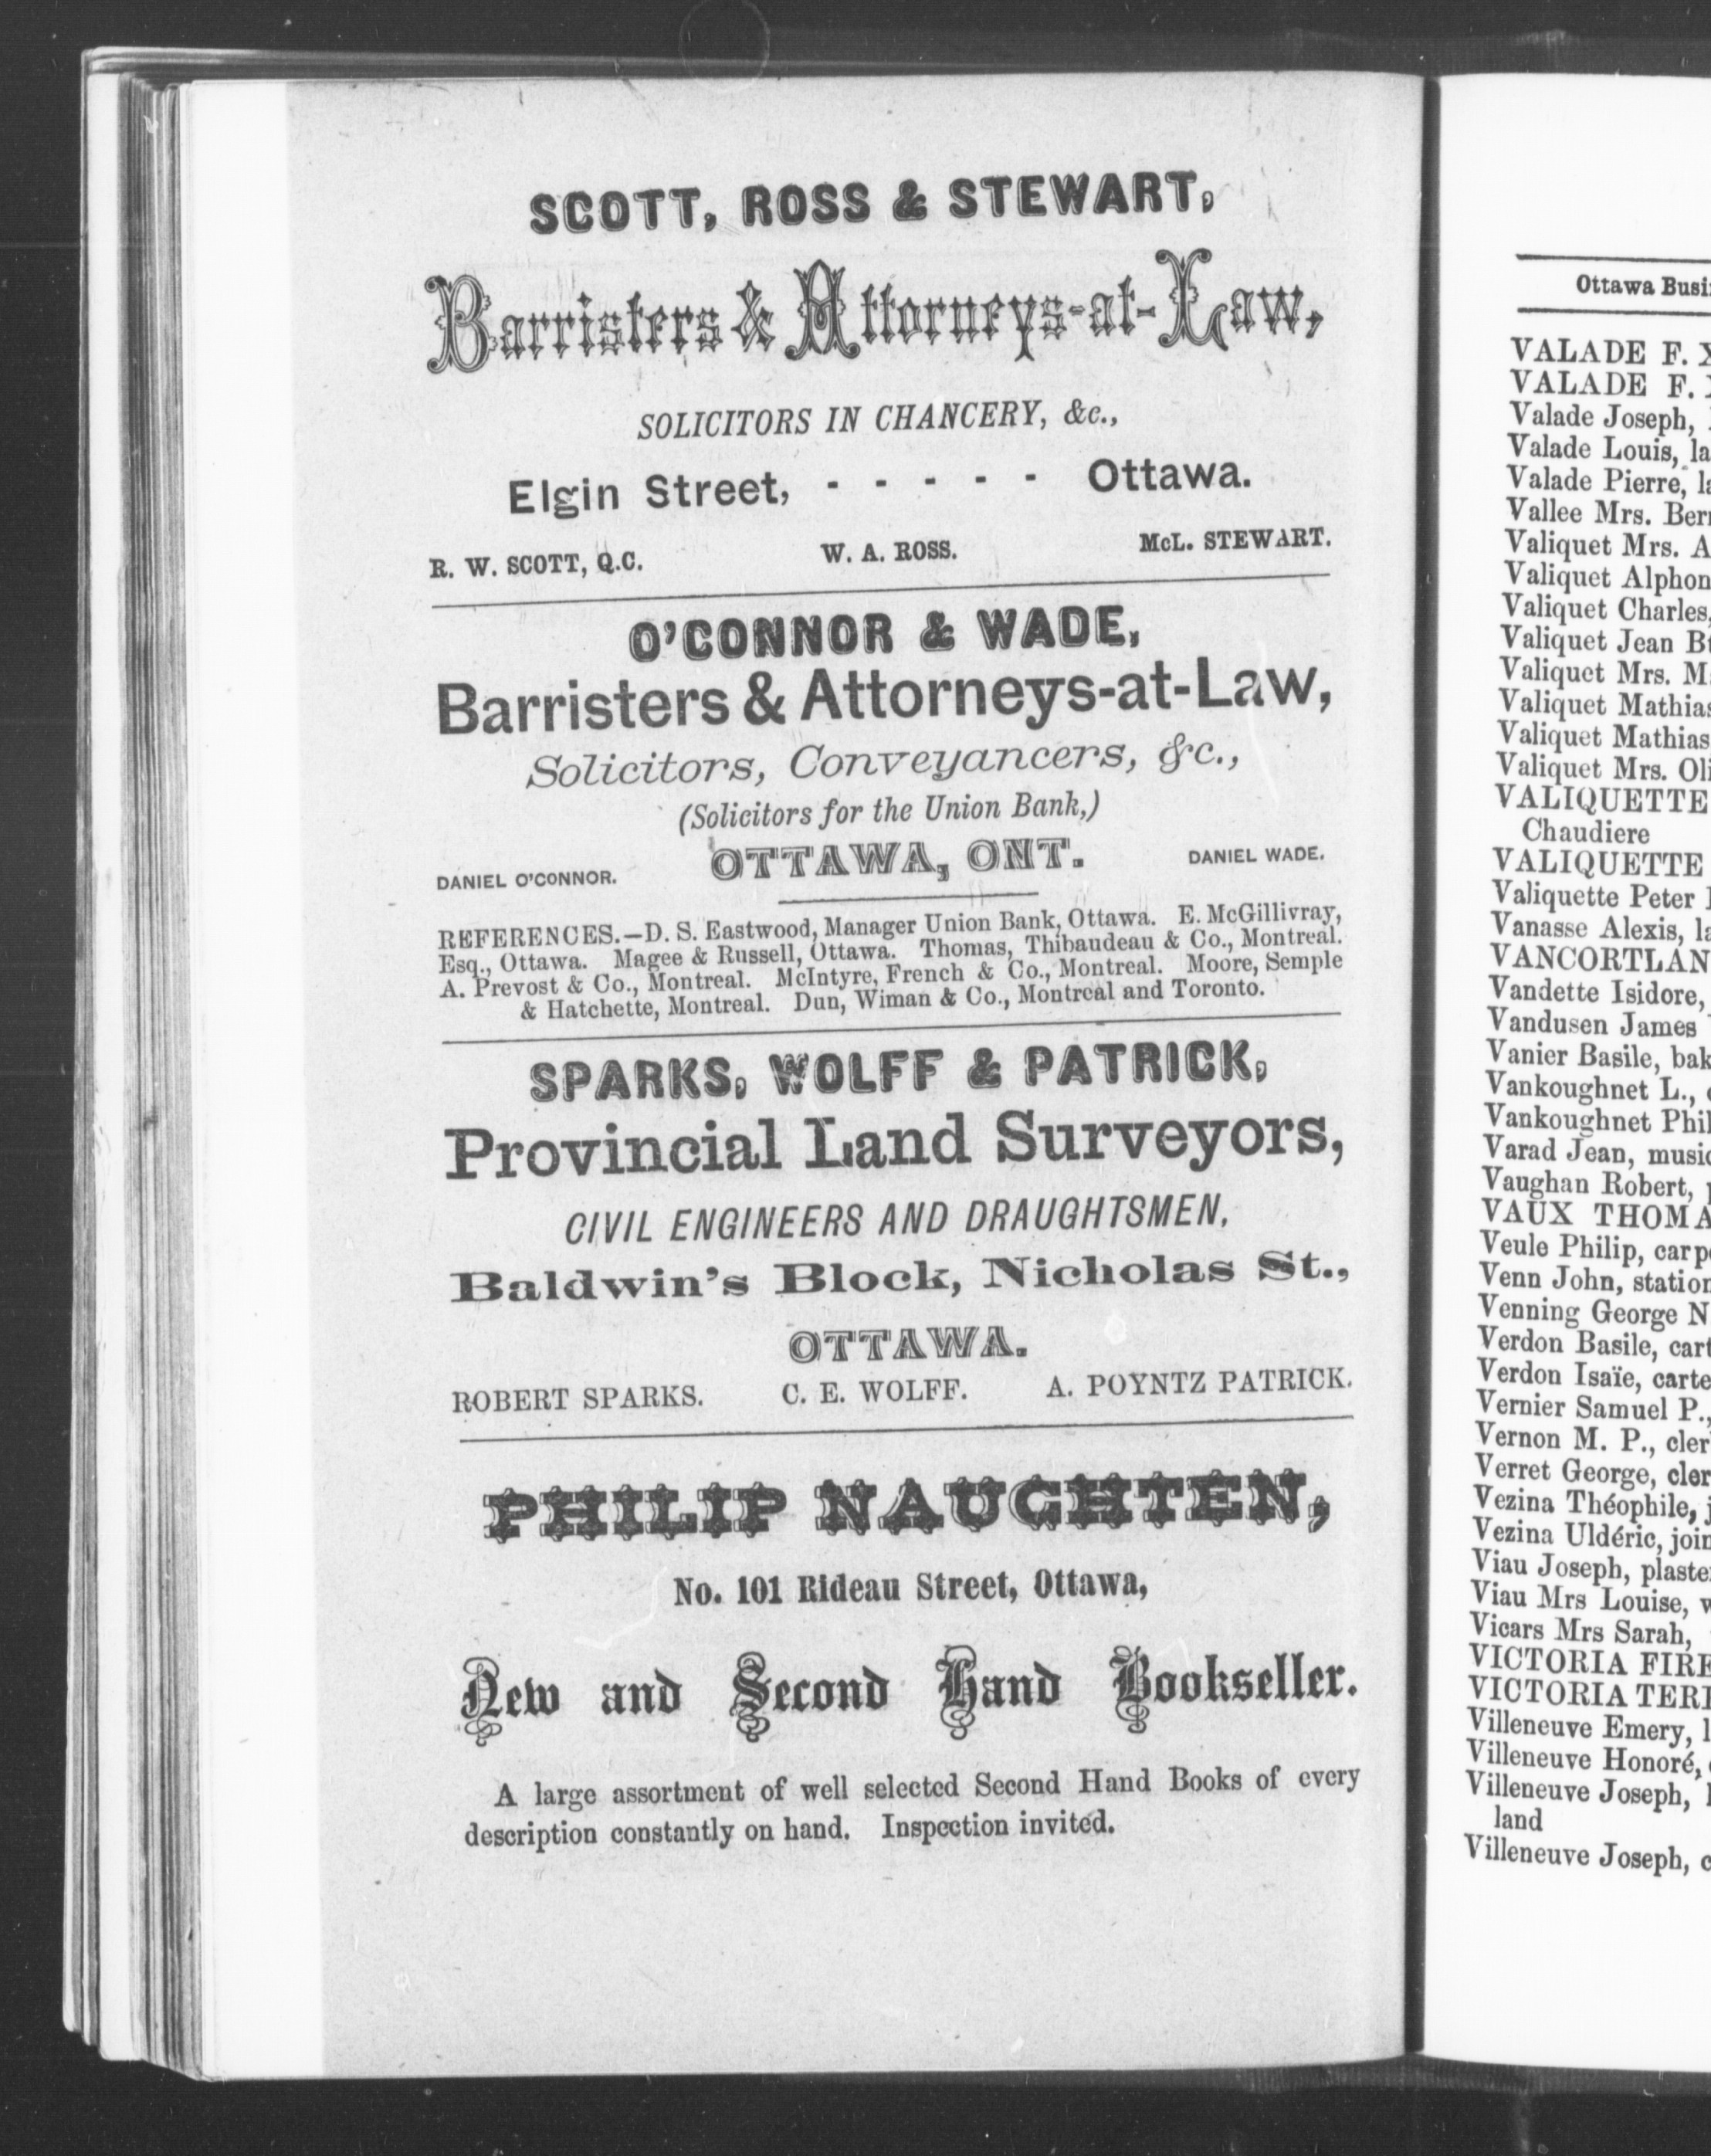 SCOTT, ROSS & STEWART,
Barristers & Attorneys-at-Law,
SOLICITORS IN CHANCERY, &c.,
Elgin Street, - - - - - Ottawa.
R. W. SCOTT, Q.C. W. A. ROSS. McL. STEWART.
O'CONNOR & WADE,
Barristers & Attorneys-at-Law,
Solicitors, Conveyancers, &c.,
(Solicitors for the Union Bank,)
DANIEL O'CONNOR. OTTAWA, ONT. DANIEL WADE.
REFERENCES.—D. S. Eastwood, Manager Union Bank, Ottawa. E. McGillivray,
Esq., Ottawa. Magee & Russell, Ottawa. Thomas, Thibaudeau & Co., Montreal.
A. Prevost & Co., Montreal. McIntyre, French & Co., Montreal. Moore, Semple
& Hatchette, Montreal. Dun, Wiman & Co., Montreal and Toronto.
SPARKS, WOLFF & PATRICK,
Provincial Land Surveyors,
CIVIL ENGINEERS AND DRAUGHTSMEN,
Baldwin's Block, Nicholas St.,
OTTAWA.
ROBERT SPARKS. C. E. WOLFF. A. POYNTZ PATRICK.
PHILIP NAUGHTEN,
No. 101 Rideau Street, Ottawa,
New and Second Hand Bookseller.
A large assortment of well selected Second Hand Books of every
description constantly on hand. Inspection invited.
Ottawa
VALADE F.
VALADE F.
Valade Joseph,
Valade Louis,
Valade Pierre,
Vallee Mrs.
Valiquet Mrs. A
Valiquet
Valiquet Charles,
Valiquet Jean
Valiquet Mrs.
Valiquet
Valiquet Mathias
Valiquet Mrs.
VALIQUETTE
Chaudiere
VALIQUETTE
Valiquette Peter
Vanasse Alexis,
Vandette Isidore,
Vandusen James
Vanier Basile,
Vankoughnet L.,
Vankoughnet
Varad Jean,
Vaughan Robert,
VAUX
Veule Philip,
Venn John,
Venning George N
Verdon Basile,
Verdon Isaïe,
Vernier Samuel P.,
Vernon M. P.,
Verret George,
Vezina Théophile,
Vezina Uldéric,
Viau Joseph,
Viau Mrs Louise,
Vicars Mrs Sarah,
VICTORIA FIRE
VICTORIA
Villeneuve Emery,
Villeneuve Honoré,
Villeneuve Joseph,
land
Villeneuve Joseph,